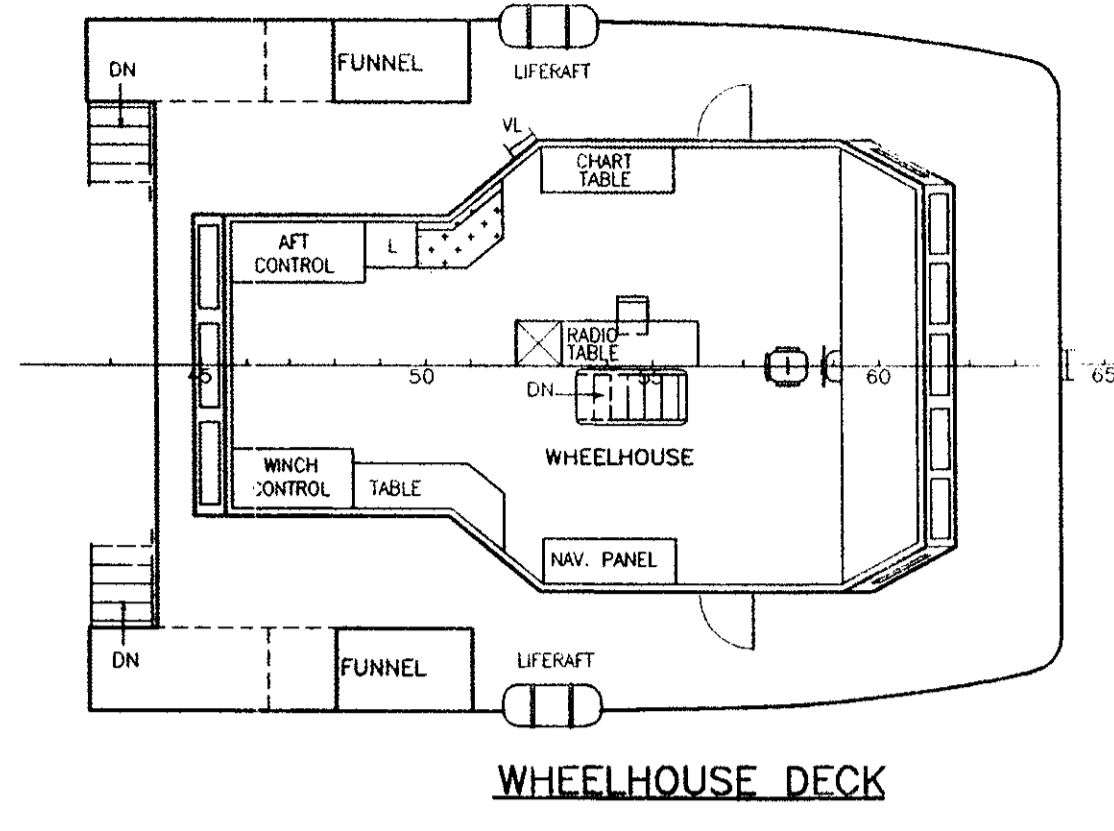 FUNNEL
DN
LIFERAFT
VL
CHART
TABLE
AFT
CONTROL
L
RADIO
TABLE
45
50
55
60
65
DN
WHEELHOUSE
WINCH
CONTROL
TABLE
NAV. PANEL
DN
FUNNEL
LIFERAFT
WHEELHOUSE DECK